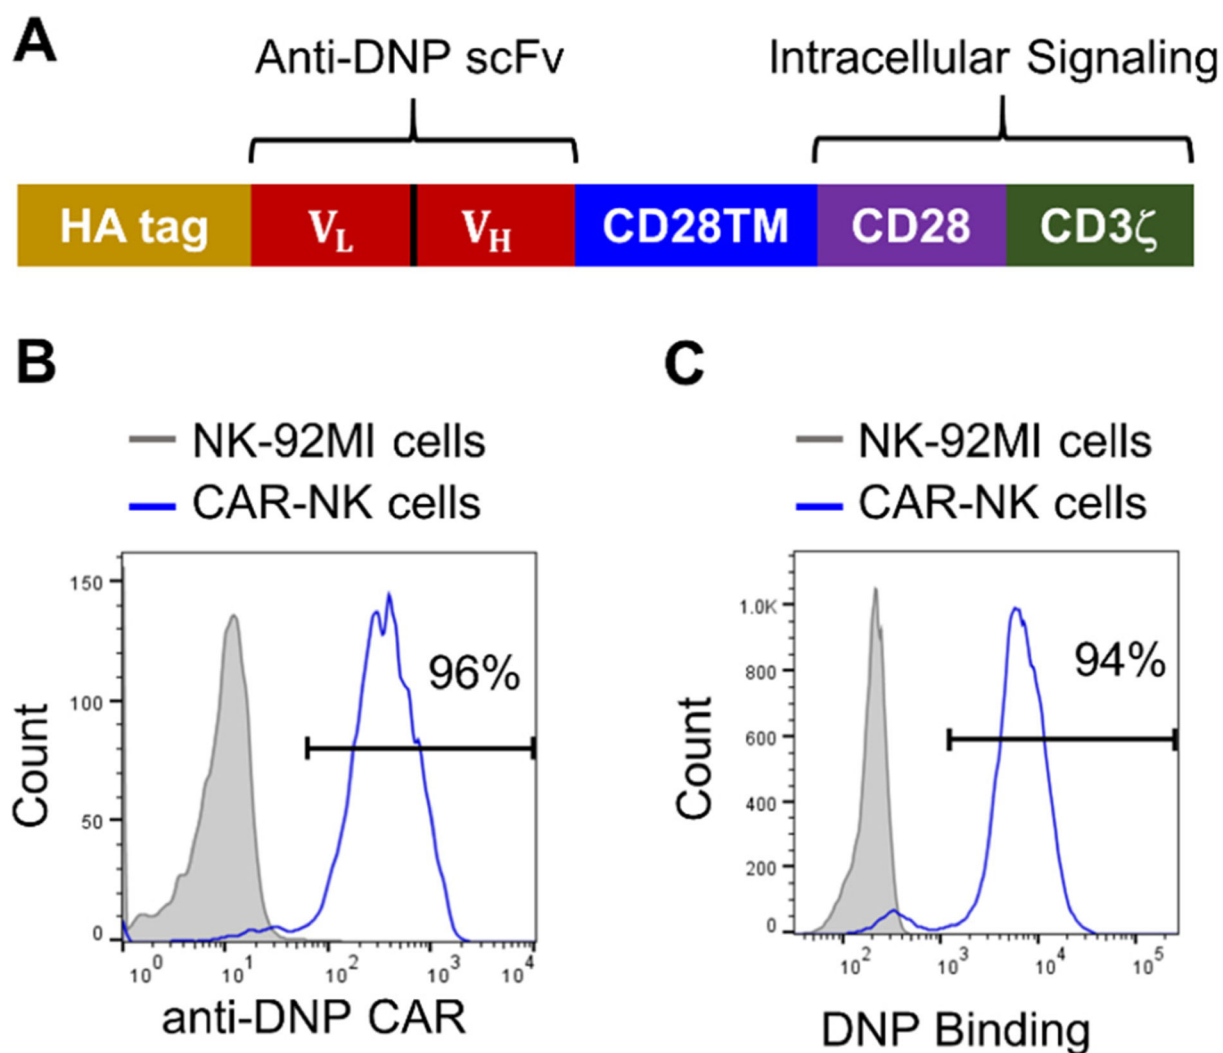 A
Anti-DNP scFv
Intracellular Signaling
HA tag
VL
VH
CD28TM
CD28
CD3ζ
B
NK-92MI cells
CAR-NK cells
150
100
50
0
Count
96%
10^0 10^1 10^2 10^3 10^4
anti-DNP CAR
C
NK-92MI cells
CAR-NK cells
1.0K
800
600
400
200
0
Count
94%
10^2 10^3 10^4 10^5
DNP Binding